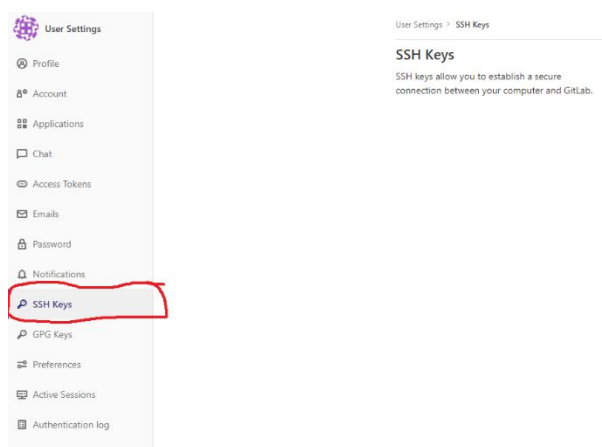 User Settings
Profile
Account
Applications
Chat
Access Tokens
Emails
Password
Notifications
SSH Keys
GPG Keys
Preferences
Active Sessions
Authentication log
User Settings > SSH Keys
SSH Keys
SSH keys allow you to establish a secure
connection between your computer and GitLab.